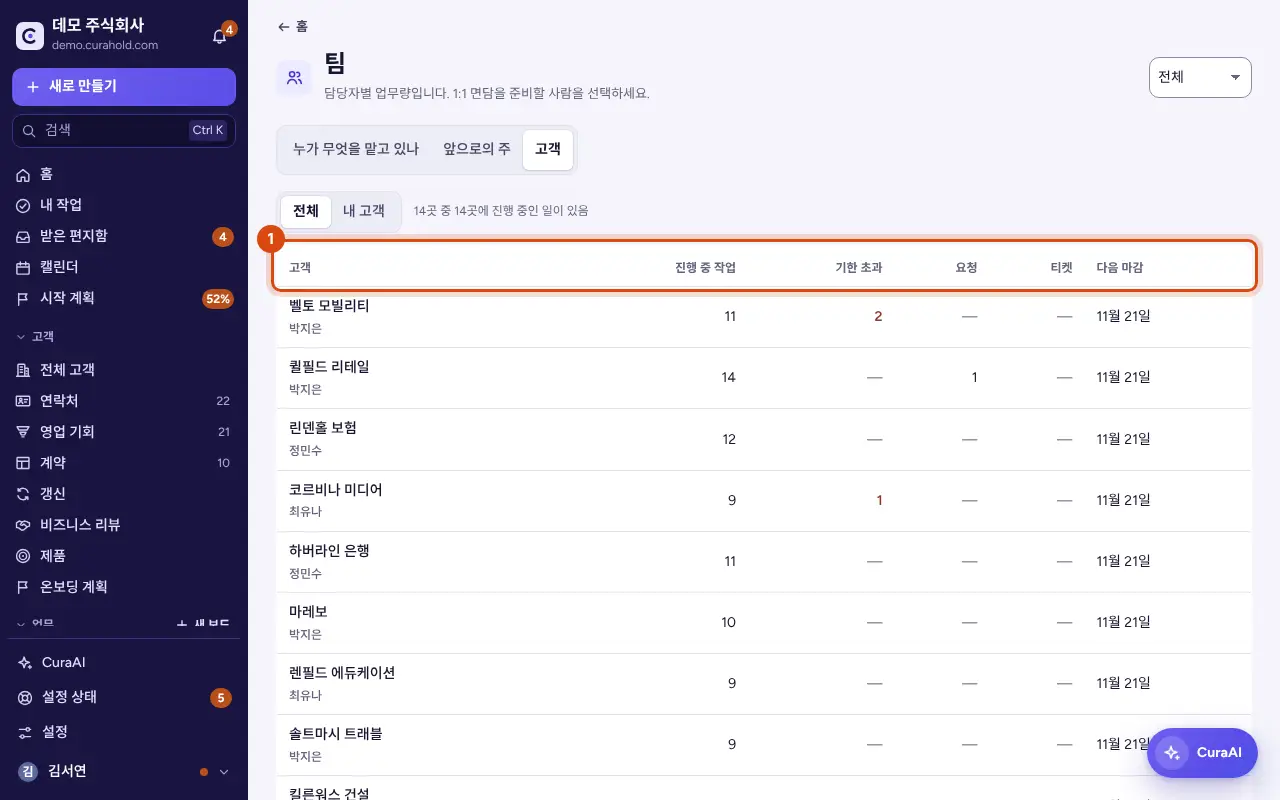 데모 주식회사
demo.curahold.com
4
새로 만들기
검색
Ctrl K
홈
내 작업
받은 편지함
4
캘린더
시작 계획
52%
고객
전체 고객
연락처
22
영업 기회
21
계약
10
갱신
비즈니스 리뷰
제품
온보딩 계획
업무
새 보드
CuraAI
설정 상태
5
설정
김 김서연
← 홈
팀
담당자별 업무량입니다. 1:1 면담을 준비할 사람을 선택하세요.
전체
누가 무엇을 맡고 있나 앞으로의 주 고객
전체 내 고객 14곳 중 14곳에 진행 중인 일이 있음
1
고객 진행 중 작업 기한 초과 요청 티켓 다음 마감
벨토 모빌리티
박지은
11 2 — — 11월 21일
퀼필드 리테일
박지은
14 — 1 — 11월 21일
린덴홀 보험
정민수
12 — — — 11월 21일
코르비나 미디어
최유나
9 1 — — 11월 21일
하버라인 은행
정민수
11 — — — 11월 21일
마레보
박지은
10 — — — 11월 21일
렌필드 에듀케이션
최유나
9 — — — 11월 21일
솔트마시 트래블
박지은
9 — — — 11월 21일
킬른워스 건설
CuraAI